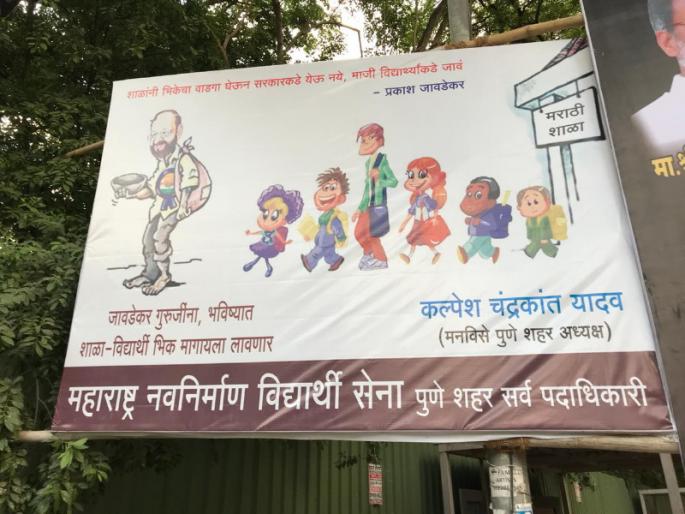 शाळांनी भिकेचा वाडगा घेऊन सरकारकडे येऊ नये, माजी विद्यार्थ्यांकडे जावं
- प्रकाश जावडेकर
मराठी
शाळा
जावडेकर गुरुजींना, भविष्यात
शाळा-विद्यार्थी भिक मागायला लावणार
कल्पेश चंद्रकांत यादव
(मनविसे पुणे शहर अध्यक्ष)
महाराष्ट्र नवनिर्माण विद्यार्थी सेना पुणे शहर सर्व पदाधिकारी
मा.श्री